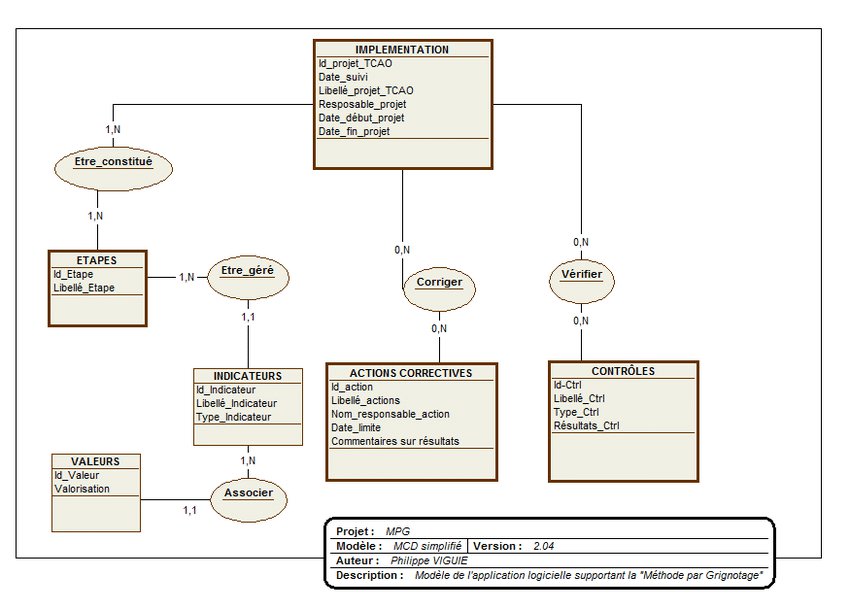 IMPLEMENTATION
Id_projet_TCAO
Date_suivi
Libellé_projet_TCAO
Resposable_projet
Date_début_projet
Date_fin_projet
1,N
Etre_constitué
1,N
ETAPES
Id_Etape
Libellé_Etape
1,N
Etre_géré
1,1
INDICATEURS
Id_Indicateur
Libellé_Indicateur
Type_Indicateur
1,N
Associer
1,1
VALEURS
Id_Valeur
Valorisation
0,N
Corriger
0,N
ACTIONS CORRECTIVES
Id_action
Libellé_actions
Nom_responsable_action
Date_limite
Commentaires sur résultats
0,N
Vérifier
0,N
CONTRÔLES
Id-Ctrl
Libellé_Ctrl
Type_Ctrl
Résultats_Ctrl
Projet : MPG
Modèle : MCD simplifié Version : 2.04
Auteur : Philippe VIGUIE
Description : Modèle de l'application logicielle supportant la "Méthode par Grignotage"